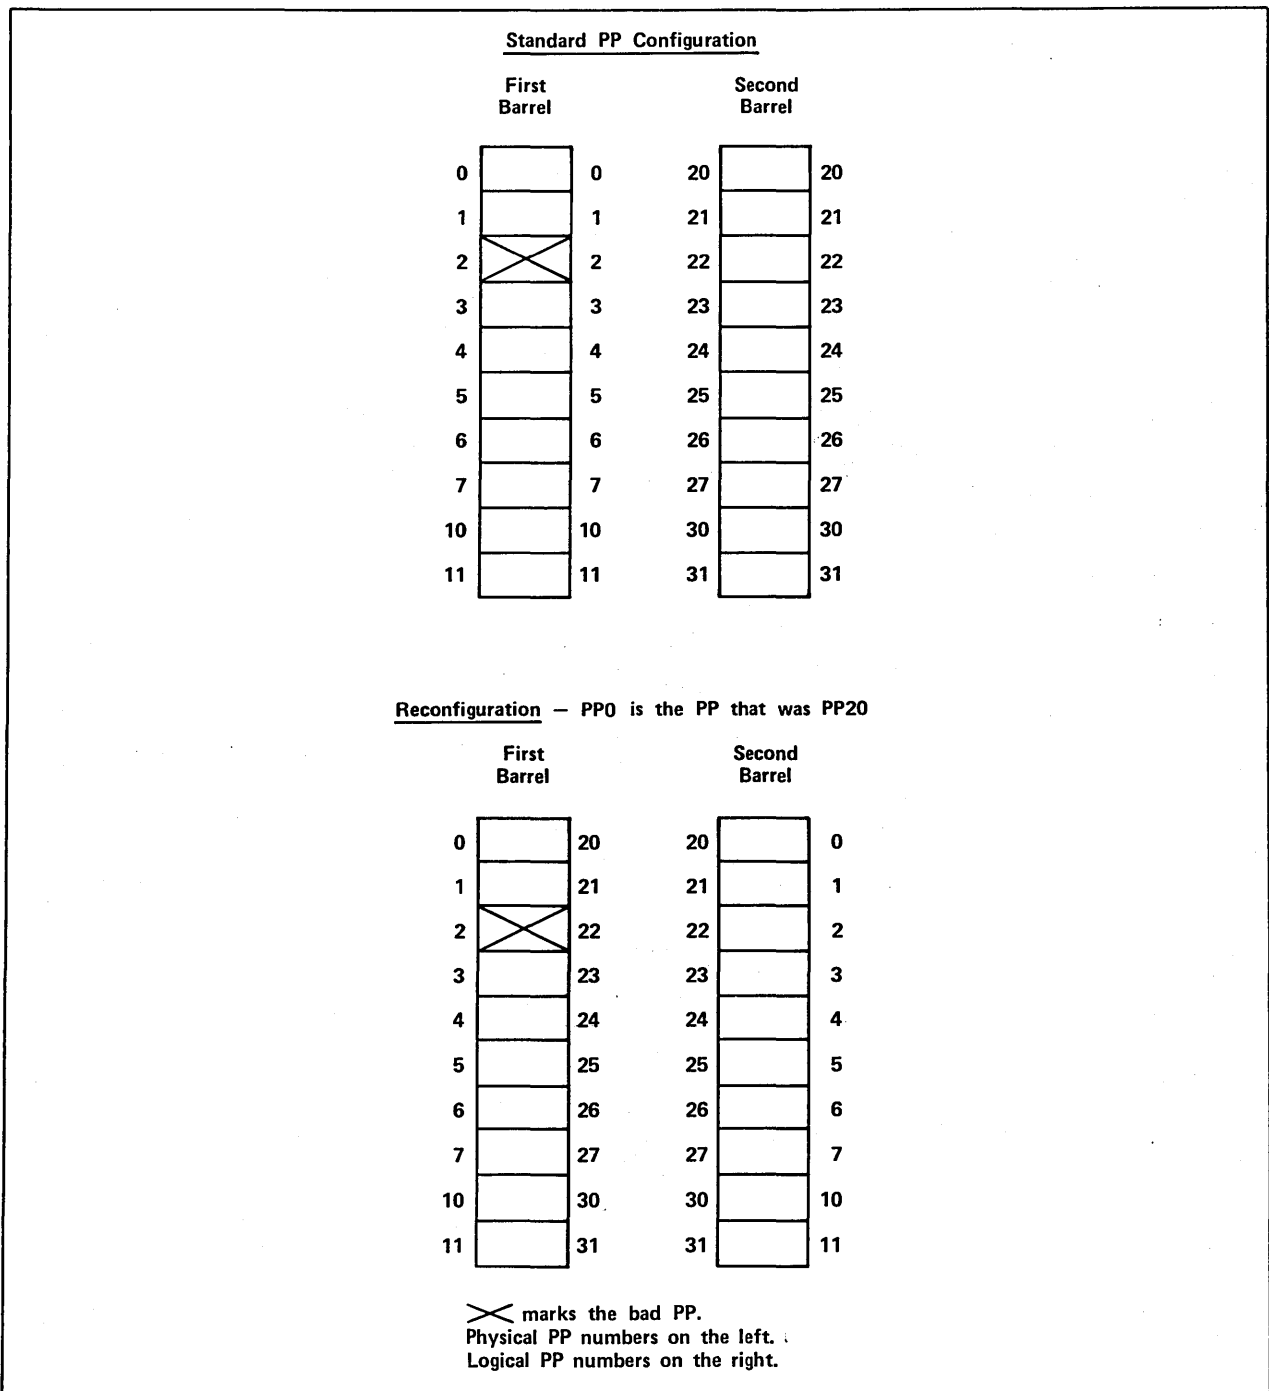 Standard PP Configuration
First Barrel Second Barrel
0 0 20 20
1 1 21 21
2 2 22 22
3 3 23 23
4 4 24 24
5 5 25 25
6 6 26 26
7 7 27 27
10 10 30 30
11 11 31 31
Reconfiguration — PP0 is the PP that was PP20
First Barrel Second Barrel
0 20 20 0
1 21 21 1
2 22 22 2
3 23 23 3
4 24 24 4
5 25 25 5
6 26 26 6
7 27 27 7
10 30 30 10
11 31 31 11
marks the bad PP.
Physical PP numbers on the left.
Logical PP numbers on the right.